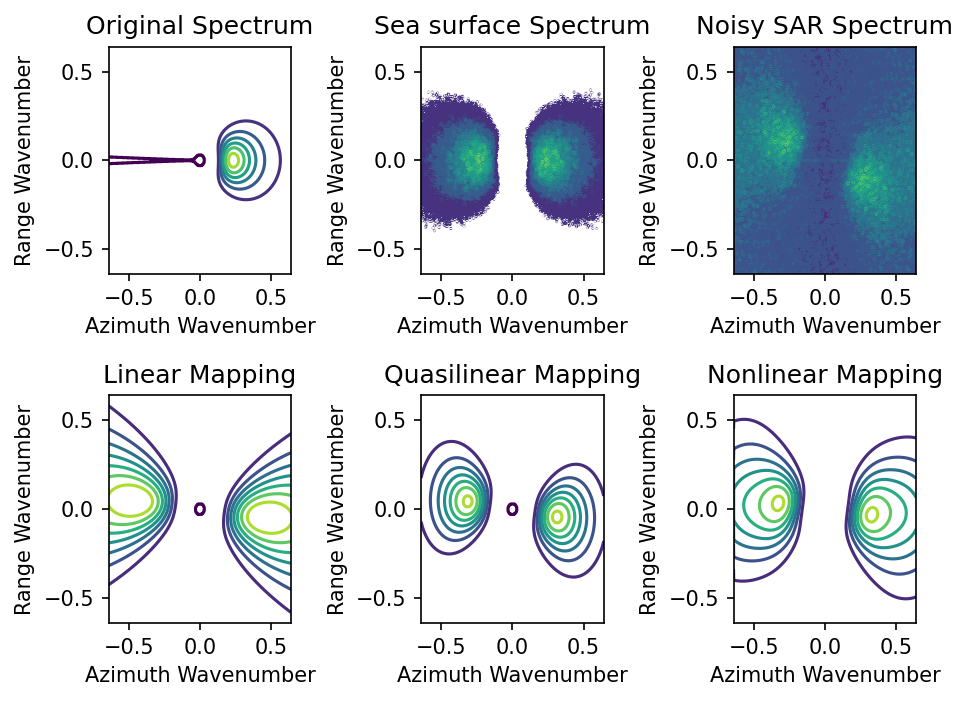 Original Spectrum
Sea surface Spectrum
Noisy SAR Spectrum
Range Wavenumber
0.5
0.0
−0.5
−0.5
0.0
0.5
Azimuth Wavenumber
Range Wavenumber
0.5
0.0
−0.5
−0.5
0.0
0.5
Azimuth Wavenumber
Range Wavenumber
0.5
0.0
−0.5
−0.5
0.0
0.5
Azimuth Wavenumber
Linear Mapping
Quasilinear Mapping
Nonlinear Mapping
Range Wavenumber
0.5
0.0
−0.5
−0.5
0.0
0.5
Azimuth Wavenumber
Range Wavenumber
0.5
0.0
−0.5
−0.5
0.0
0.5
Azimuth Wavenumber
Range Wavenumber
0.5
0.0
−0.5
−0.5
0.0
0.5
Azimuth Wavenumber